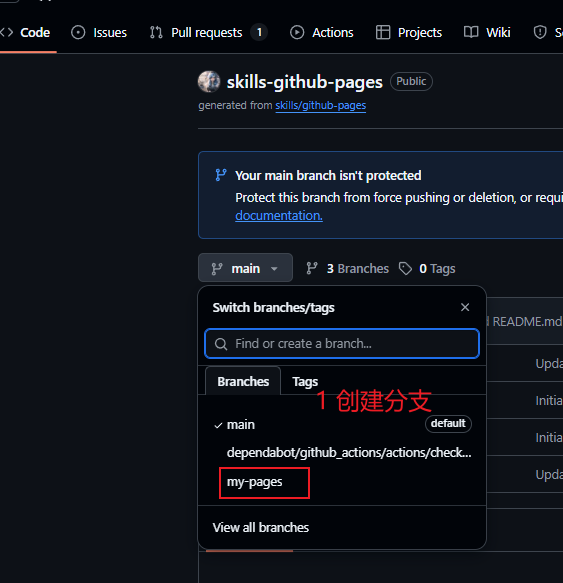 Code Issues Pull requests 1 Actions Projects Wiki
skills-github-pages Public
generated from skills/github-pages
Your main branch isn't protected
Protect this branch from force pushing or deletion, or requi
documentation.
main 3 Branches 0 Tags
Switch branches/tags
README.md
Find or create a branch...
Branches Tags
Upda
1 创建分支
Initia
main default
Initia
dependabot/github_actions/actions/check...
Upda
my-pages
View all branches